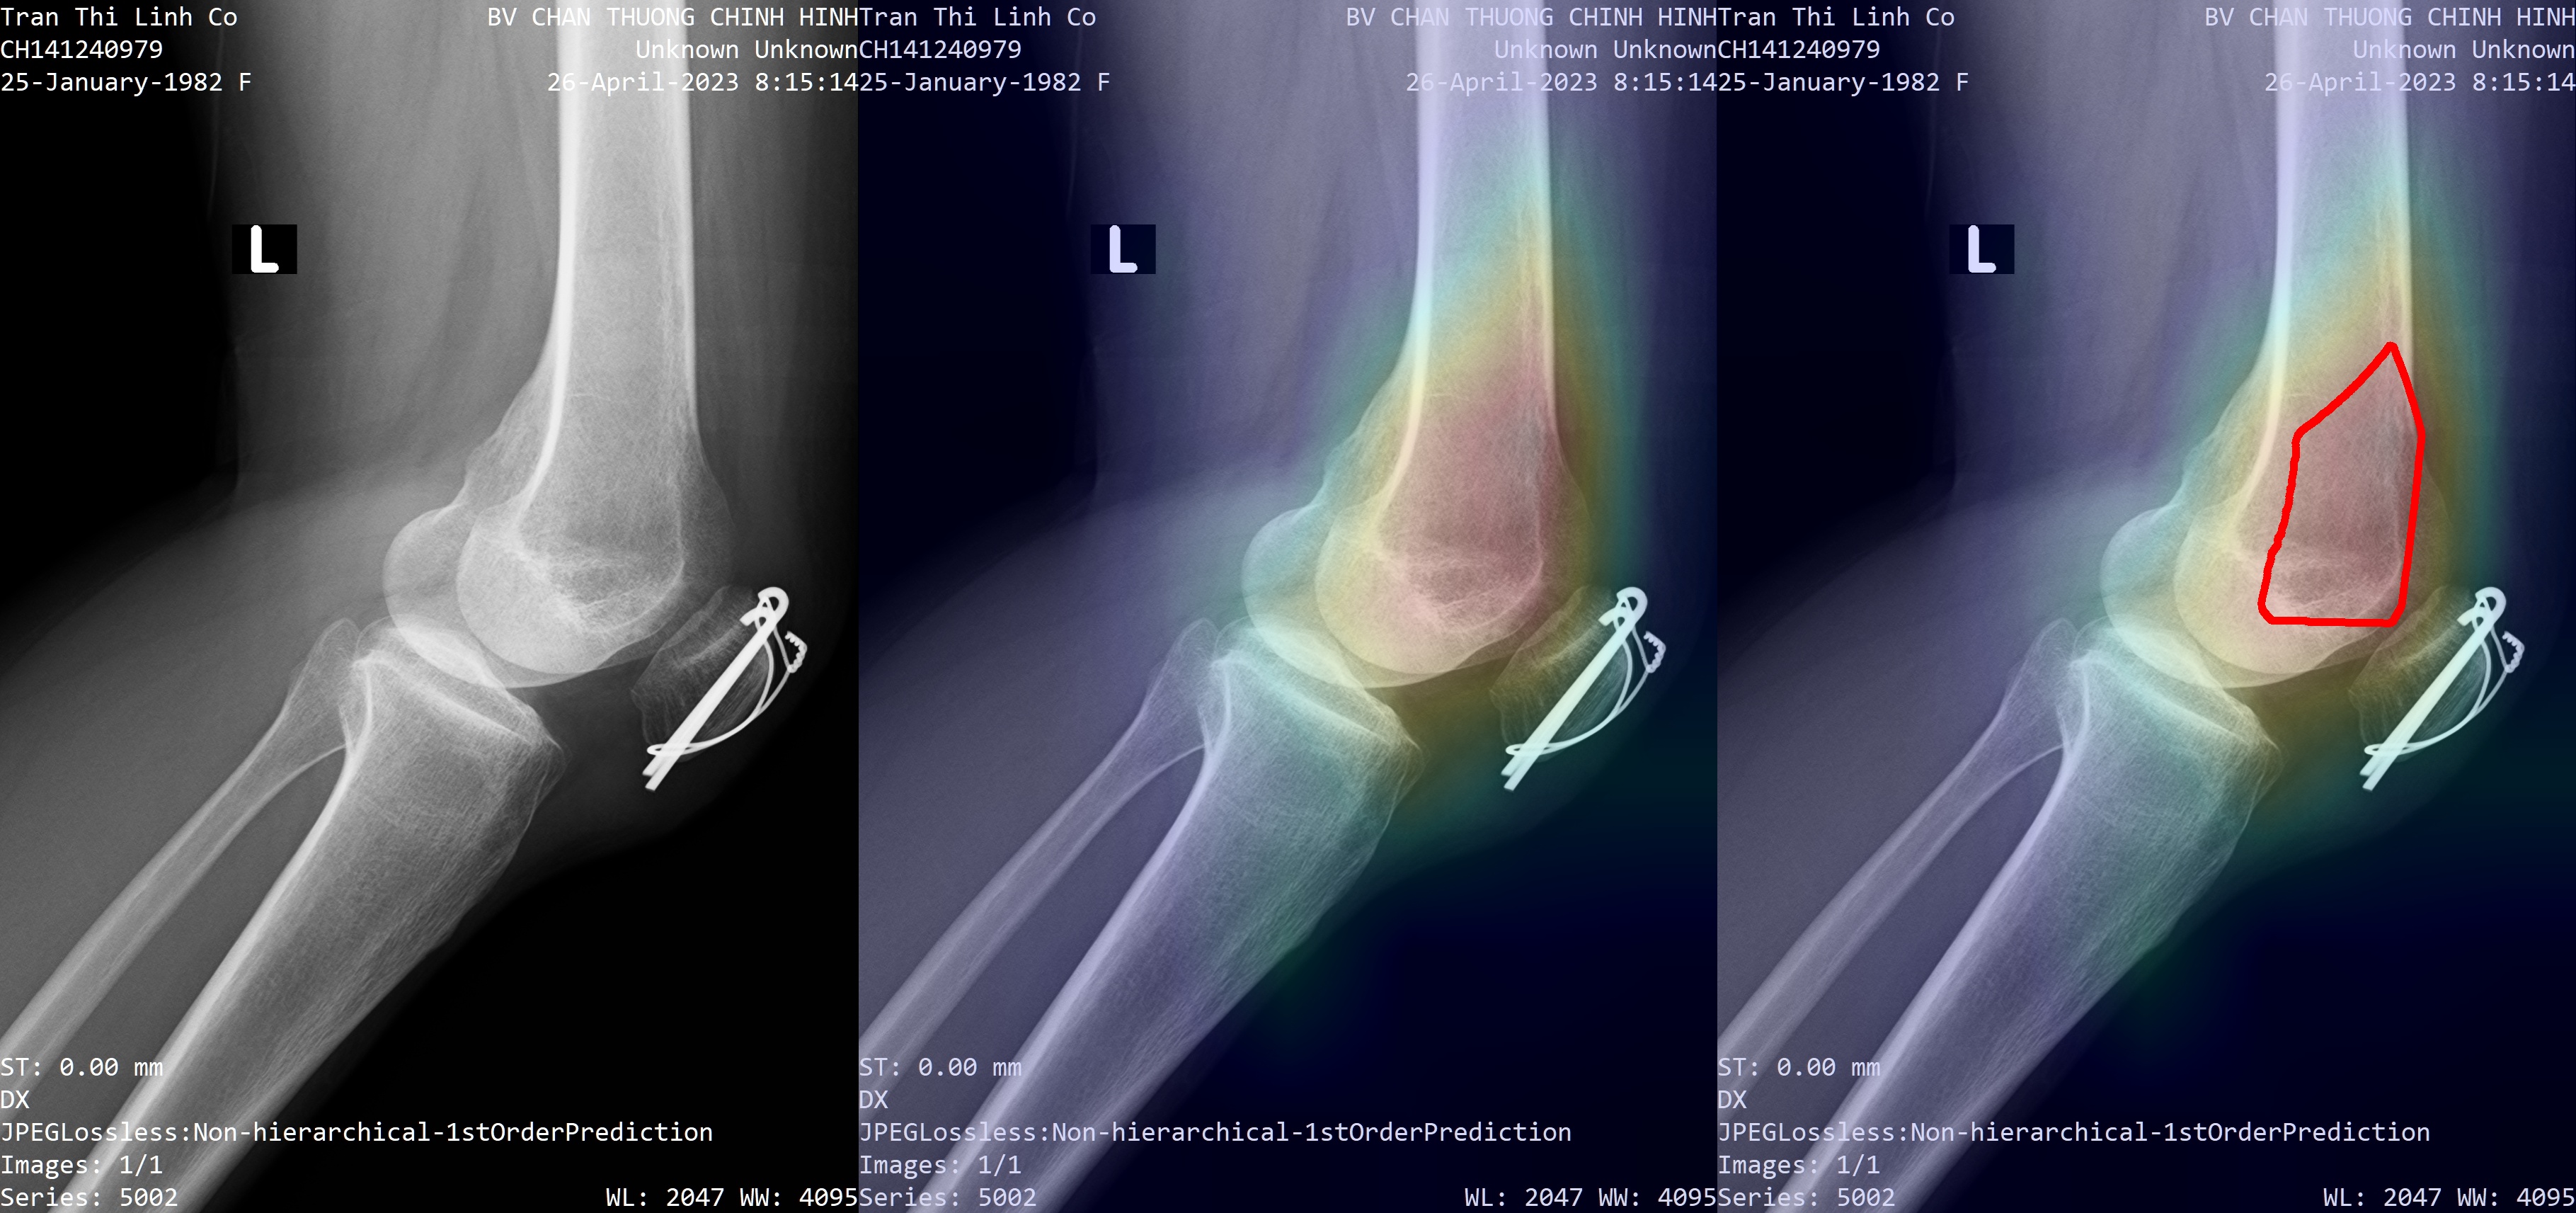 Tran Thi Linh Co
CH141240979
25-January-1982 F
BV CHAN THUONG CHINH HINH
Unknown Unknown
26-April-2023 8:15:14
L
ST: 0.00 mm
DX
JPEGLossless:Non-hierarchical-1stOrderPrediction
Images: 1/1
Series: 5002
WL: 2047 WW: 4095
Tran Thi Linh Co
CH141240979
25-January-1982 F
BV CHAN THUONG CHINH HINH
Unknown Unknown
26-April-2023 8:15:14
L
ST: 0.00 mm
DX
JPEGLossless:Non-hierarchical-1stOrderPrediction
Images: 1/1
Series: 5002
WL: 2047 WW: 4095
Tran Thi Linh Co
CH141240979
25-January-1982 F
BV CHAN THUONG CHINH HINH
Unknown Unknown
26-April-2023 8:15:14
L
ST: 0.00 mm
DX
JPEGLossless:Non-hierarchical-1stOrderPrediction
Images: 1/1
Series: 5002
WL: 2047 WW: 4095